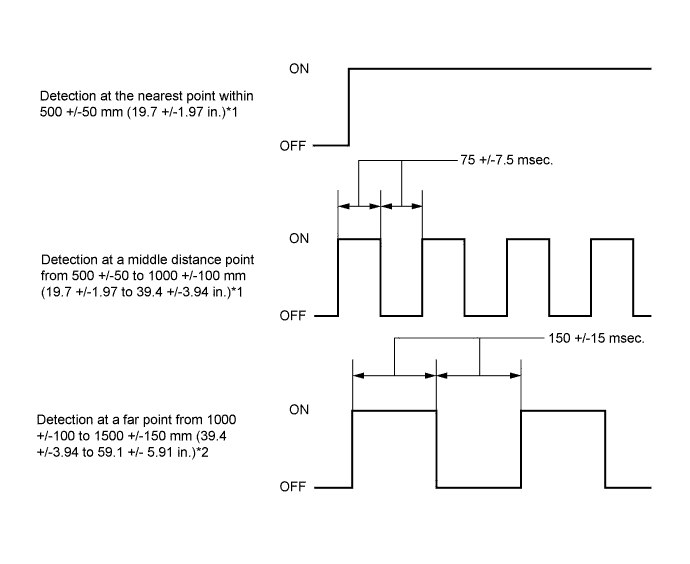 ON
Detection at the nearest point within
500 +/-50 mm (19.7 +/-1.97 in.)*1
OFF
75 +/-7.5 msec.
ON
Detection at a middle distance point
from 500 +/-50 to 1000 +/-100 mm
(19.7 +/-1.97 to 39.4 +/-3.94 in.)*1
OFF
150 +/-15 msec.
ON
Detection at a far point from 1000
+/-100 to 1500 +/-150 mm (39.4
+/-3.94 to 59.1 +/- 5.91 in.)*2
OFF